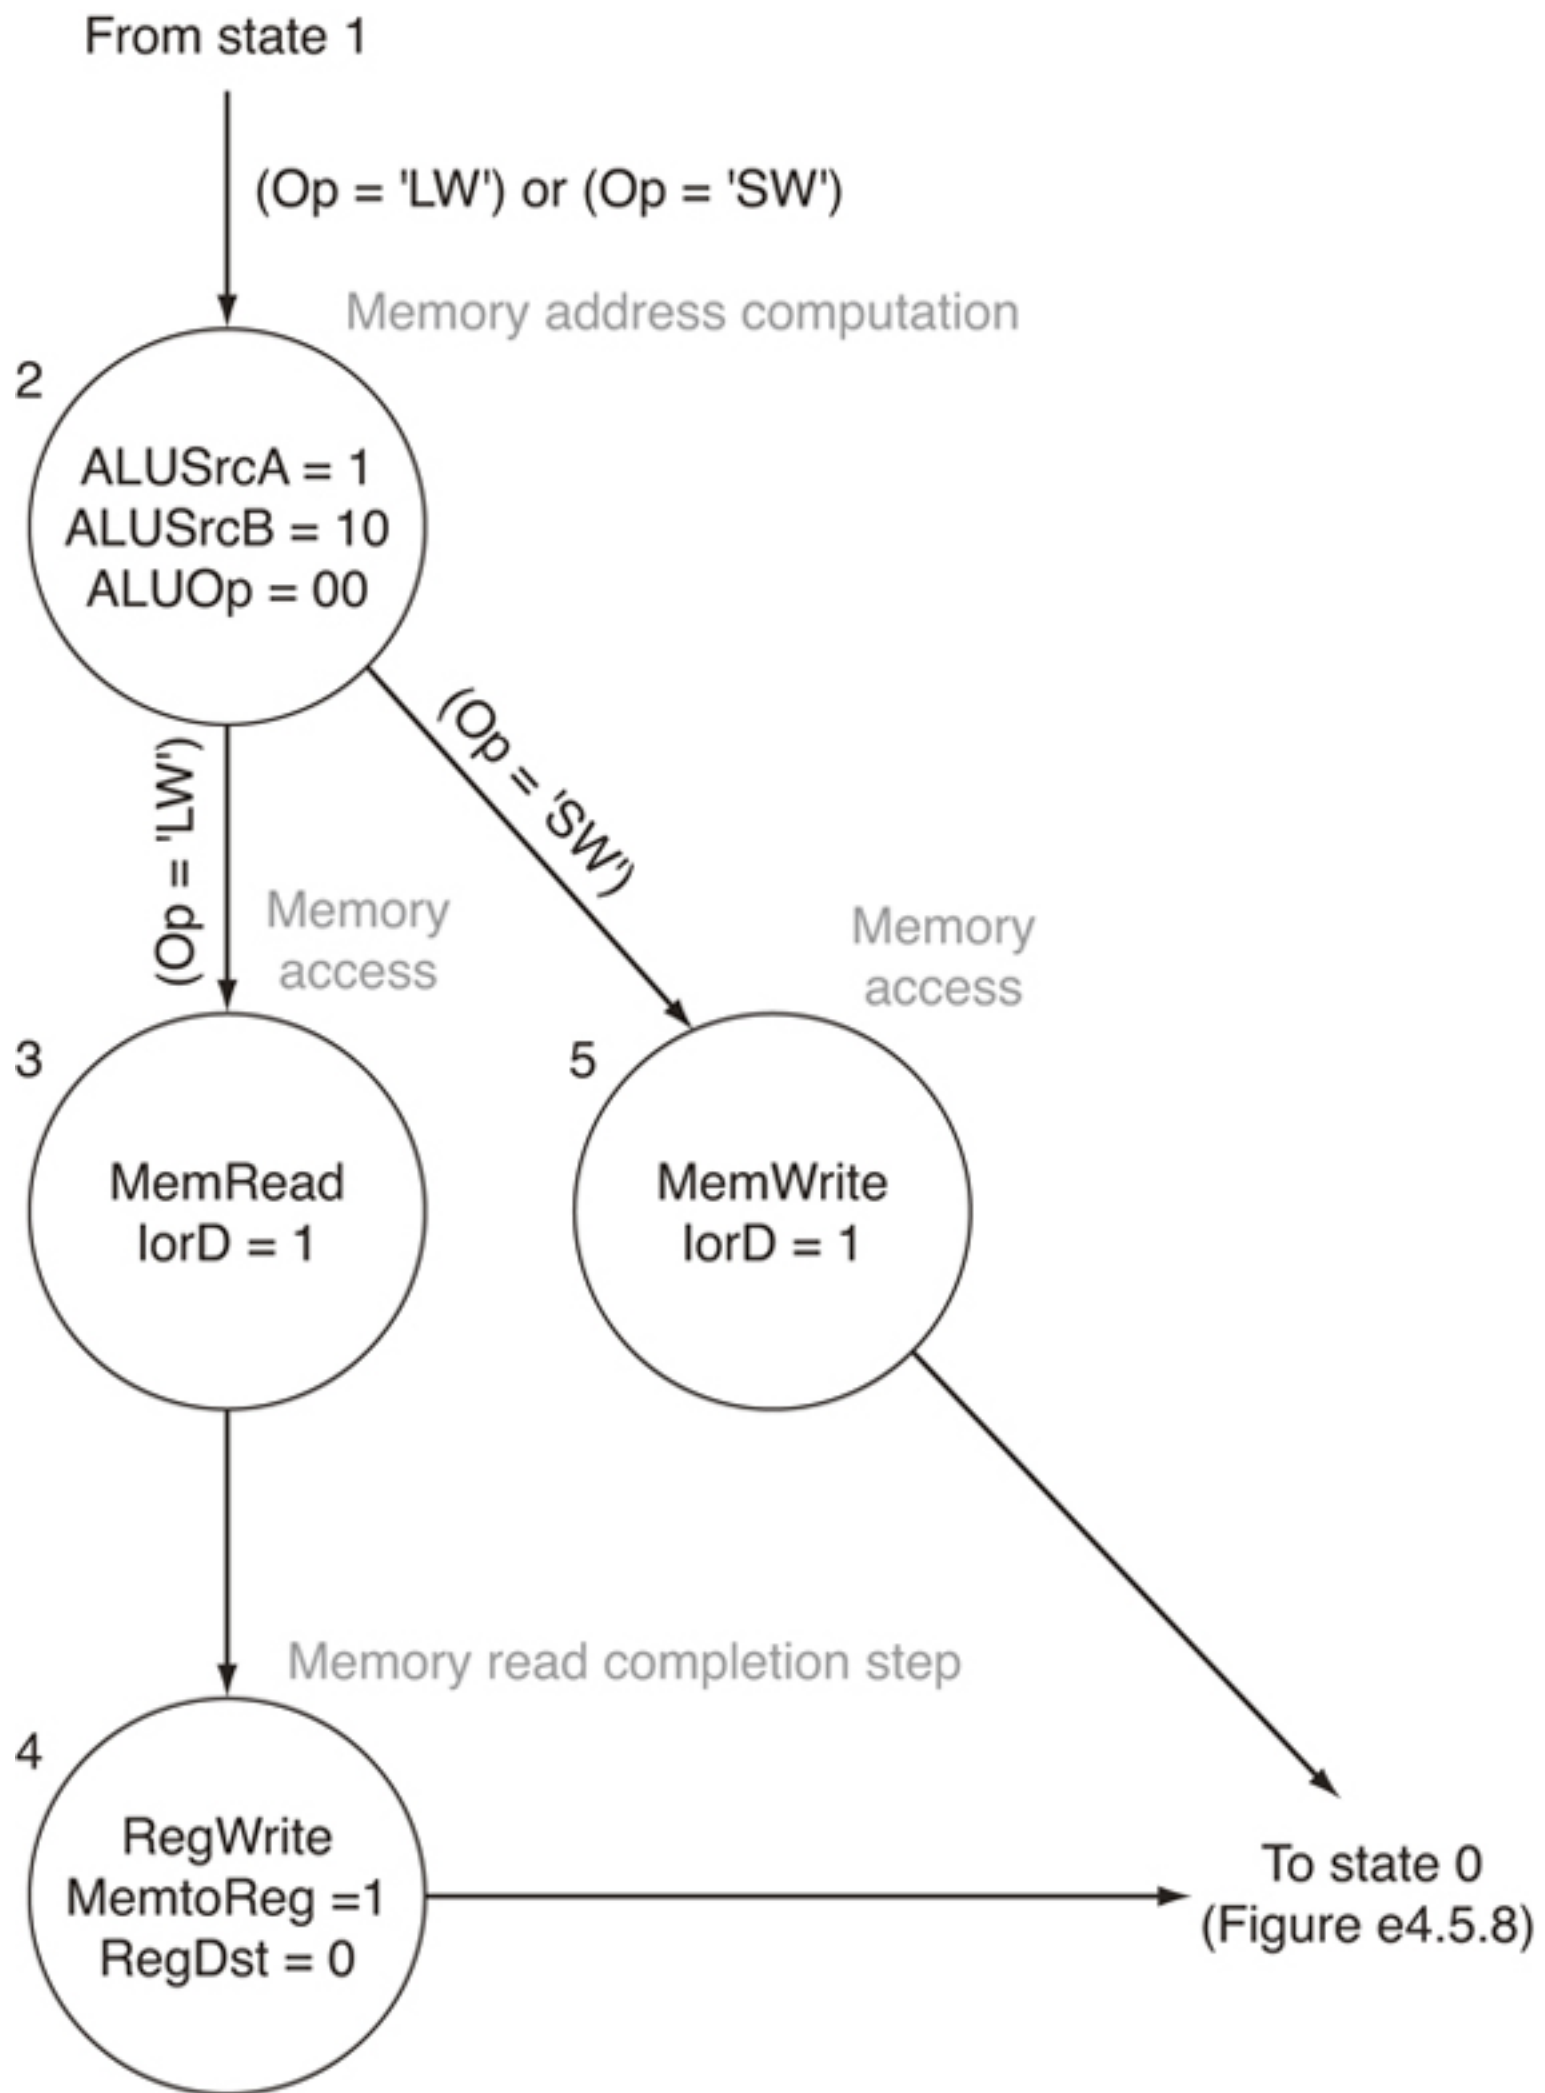 From state 1
(Op = 'LW') or (Op = 'SW')
Memory address computation
2
ALUSrcA = 1
ALUSrcB = 10
ALUOp = 00
(Op = 'LW')
(Op = 'SW')
Memory
access
Memory
access
3
MemRead
IorD = 1
5
MemWrite
IorD = 1
Memory read completion step
4
RegWrite
MemtoReg =1
RegDst = 0
To state 0
(Figure e4.5.8)